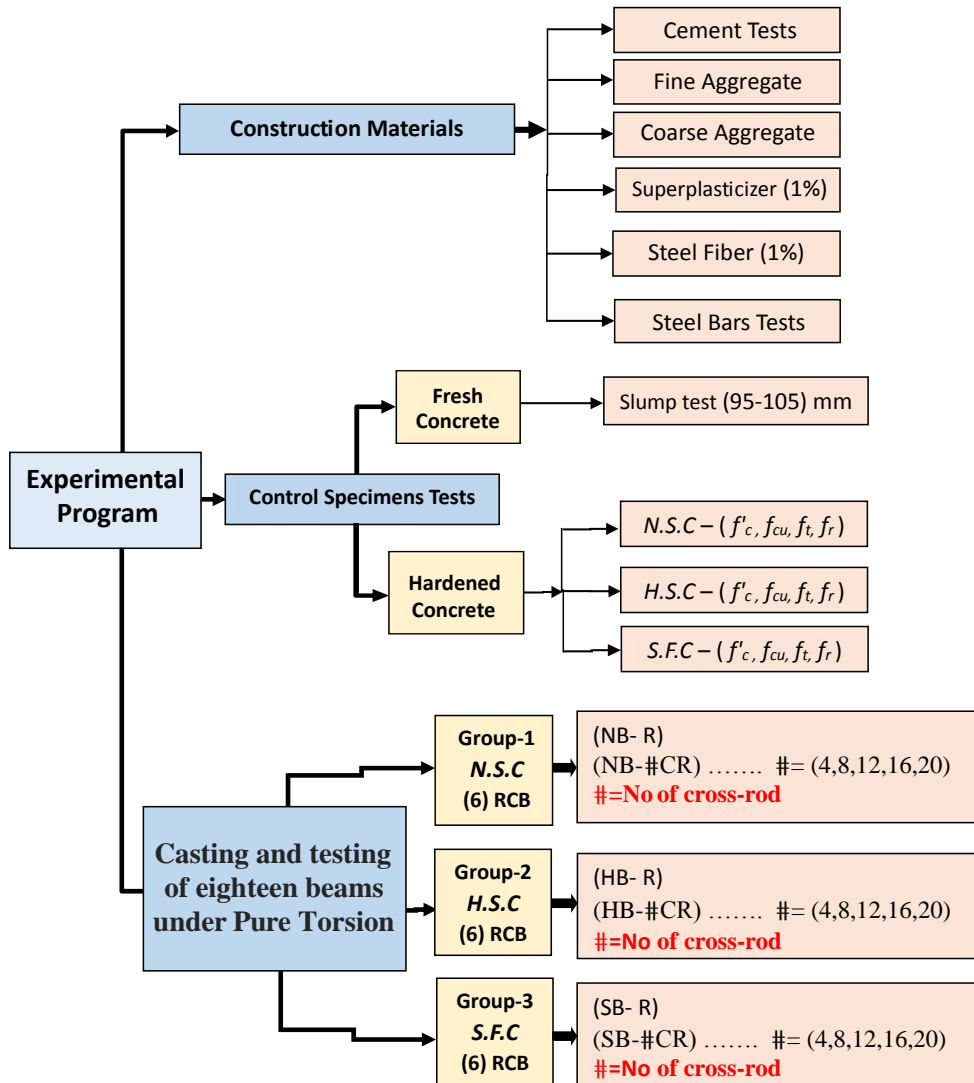 Cement Tests
Fine Aggregate
Construction Materials
Coarse Aggregate
Superplasticizer (1%)
Steel Fiber (1%)
Steel Bars Tests
Experimental
Program
Control Specimens Tests
Fresh
Concrete
Slump test (95-105) mm
Hardened
Concrete
N.S.C – ( f'c , fcu, ft, fr )
H.S.C – ( f'c , fcu, ft, fr )
S.F.C – ( f'c , fcu, ft, fr )
Casting and testing
of eighteen beams
under Pure Torsion
Group-1
N.S.C
(6) RCB
(NB- R)
(NB-#CR) ....... #= (4,8,12,16,20)
#=No of cross-rod
Group-2
H.S.C
(6) RCB
(HB- R)
(HB-#CR) ....... #= (4,8,12,16,20)
#=No of cross-rod
Group-3
S.F.C
(6) RCB
(SB- R)
(SB-#CR) ....... #= (4,8,12,16,20)
#=No of cross-rod